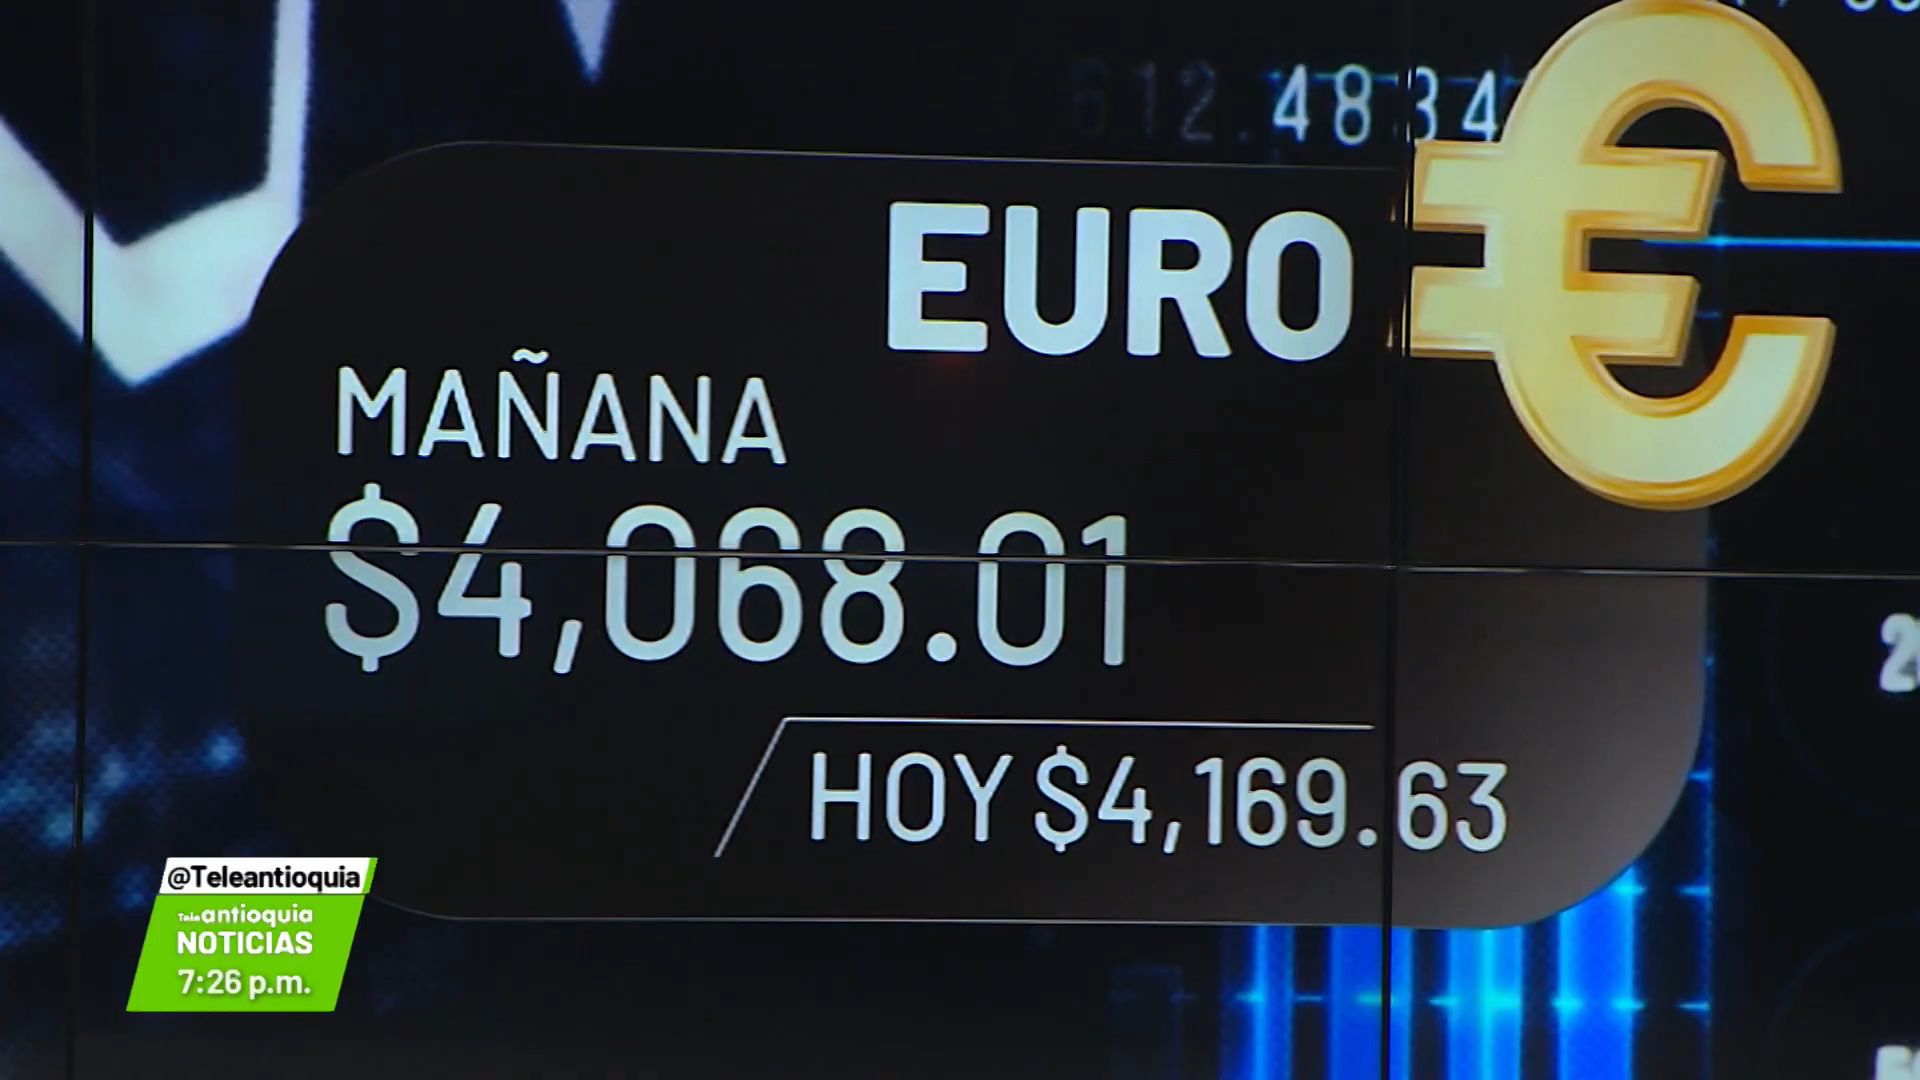 612.4834
EURO
€
MAÑANA
$4,068.01
HOY $4,169.63
@Teleantioquia
Teleantioquia
NOTICIAS
7:26 p.m.